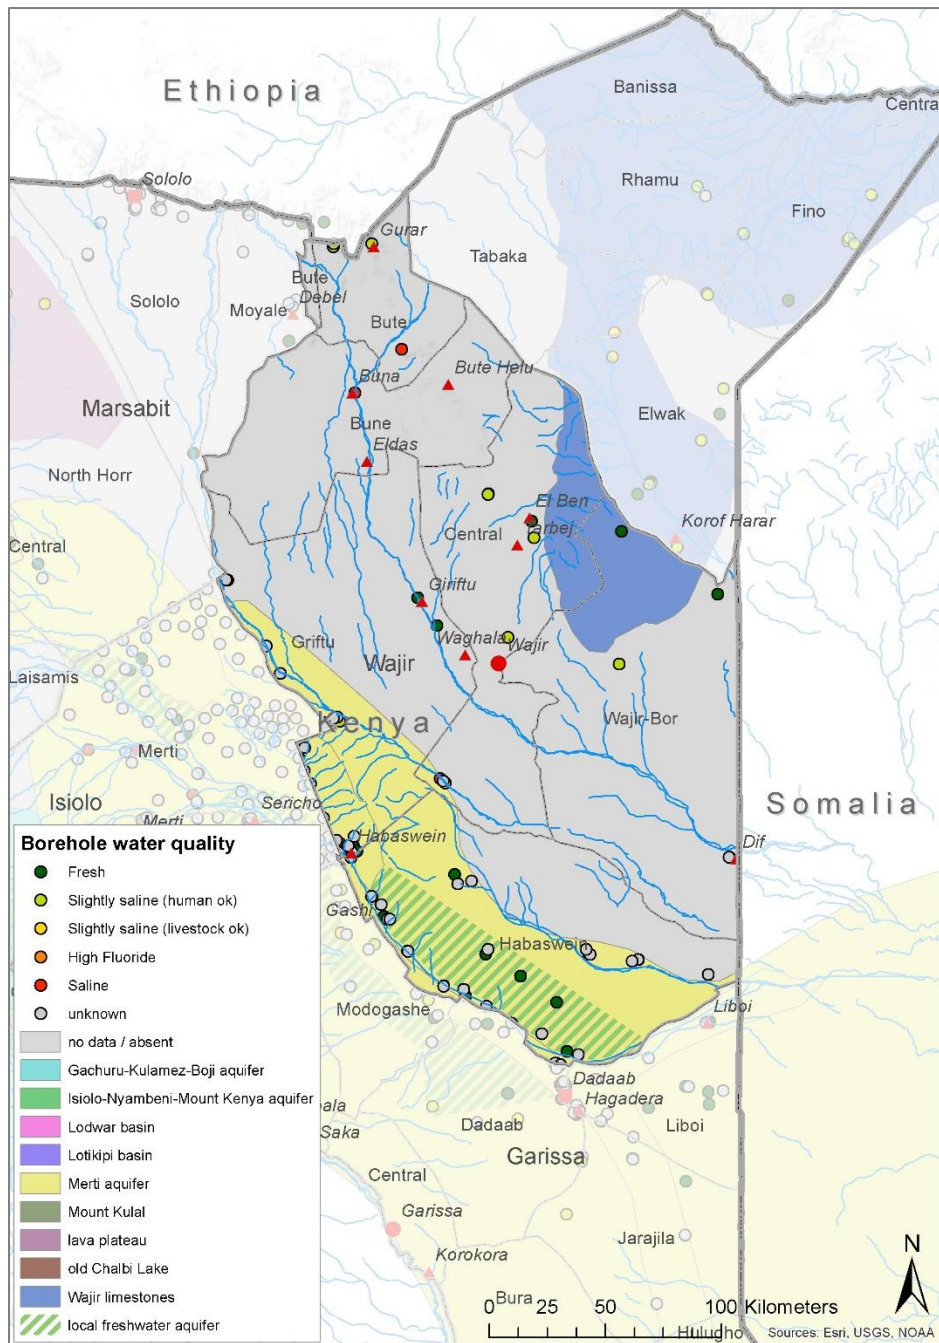 Ethiopia
Banissa
Central
Sololo
Rhamu
Fino
Gurar
Tabaka
Bute
Debel
Sololo
Moyale
Bute
Buna
Bute Helu
Marsabit
Bune
Elwak
Eldas
North Horr
El Ben
Korof Harar
Central
Tarbej
Central
Giriftu
Griftu
Waghala
Wajir
Laisamis
Wajir
Wajir-Bor
Kenya
Merti
Isiolo
Sericho
Somalia
Merti
Habaswein
Dif
Gashi
Habaswein
Modogashe
Liboi
Dadaab
Hagadera
Saka
Dadaab
Liboi
Garissa
Central
Garissa
Jarajila
Korokora
Bura
Hulugho
Borehole water quality
Fresh
Slightly saline (human ok)
Slightly saline (livestock ok)
High Fluoride
Saline
unknown
no data / absent
Gachuru-Kulamez-Boji aquifer
Isiolo-Nyambeni-Mount Kenya aquifer
Lodwar basin
Lotikipi basin
Merti aquifer
Mount Kulal
lava plateau
old Chalbi Lake
Wajir limestones
local freshwater aquifer
N
0 25 50 100 Kilometers
Sources: Esri, USGS, NOAA